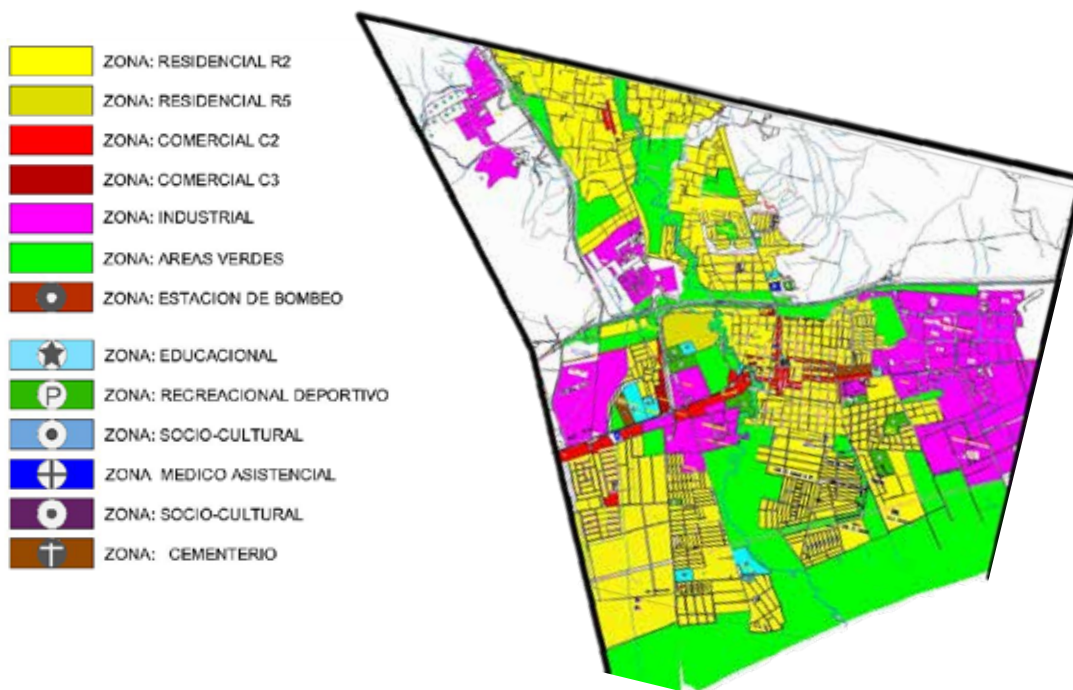 ZONA: RESIDENCIAL R2
ZONA: RESIDENCIAL R5
ZONA: COMERCIAL C2
ZONA: COMERCIAL C3
ZONA: INDUSTRIAL
ZONA: AREAS VERDES
ZONA: ESTACION DE BOMBEO
ZONA: EDUCACIONAL
P ZONA: RECREACIONAL DEPORTIVO
ZONA: SOCIO-CULTURAL
ZONA MEDICO ASISTENCIAL
ZONA: SOCIO-CULTURAL
ZONA: CEMENTERIO